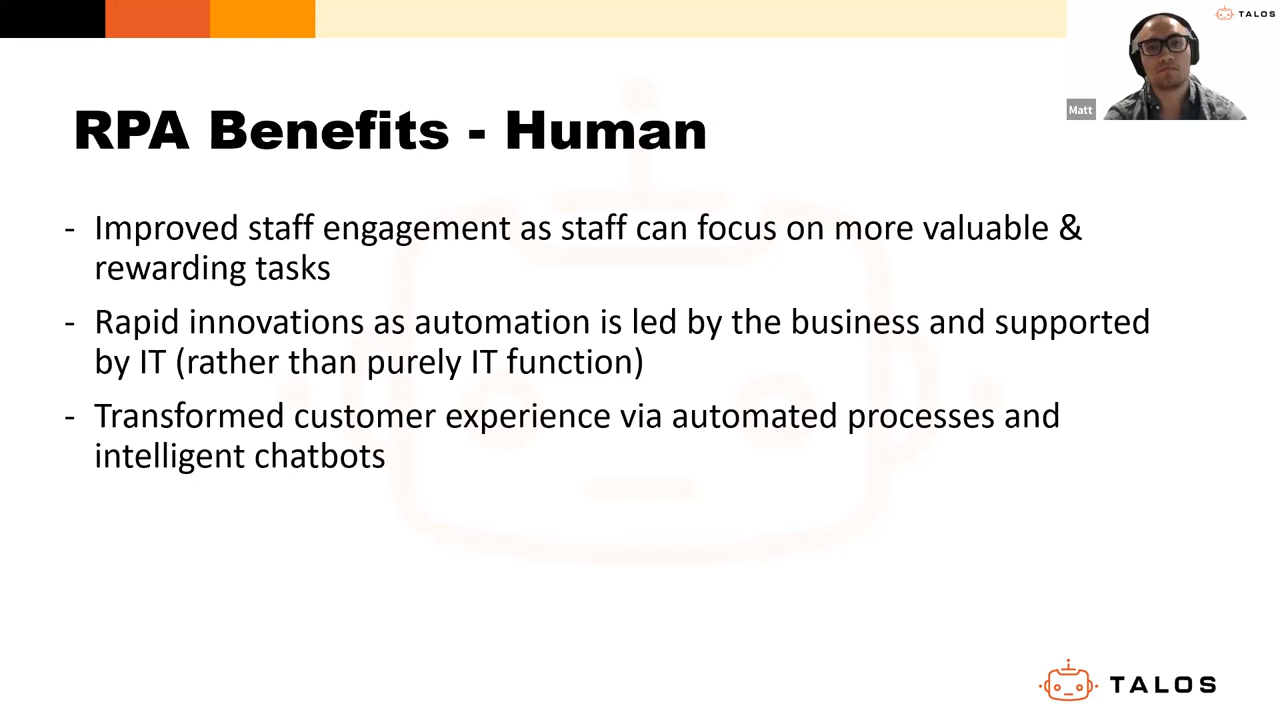 TALOS
Matt
RPA Benefits - Human
- Improved staff engagement as staff can focus on more valuable &
rewarding tasks
- Rapid innovations as automation is led by the business and supported
by IT (rather than purely IT function)
- Transformed customer experience via automated processes and
intelligent chatbots
TALOS